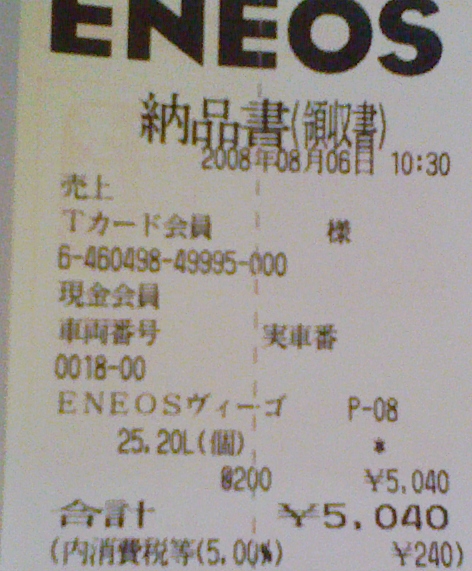 ENEOS
納品書(領収書)
2008年08月06日 10:30
売上
Tカード会員 様
6-460498-49995-000
現金会員
車両番号 実車番
0018-00
ENEOSヴィーゴ P-08
25.20L(個) *
@200 ¥5,040
合計 ¥5,040
(内消費税等(5.00%) ¥240)